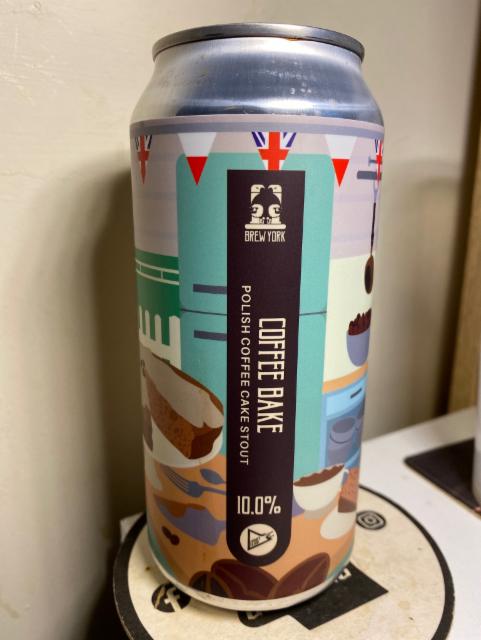 BREW YORK
COFFEE BAKE
POLISH COFFEE CAKE STOUT
10.0%